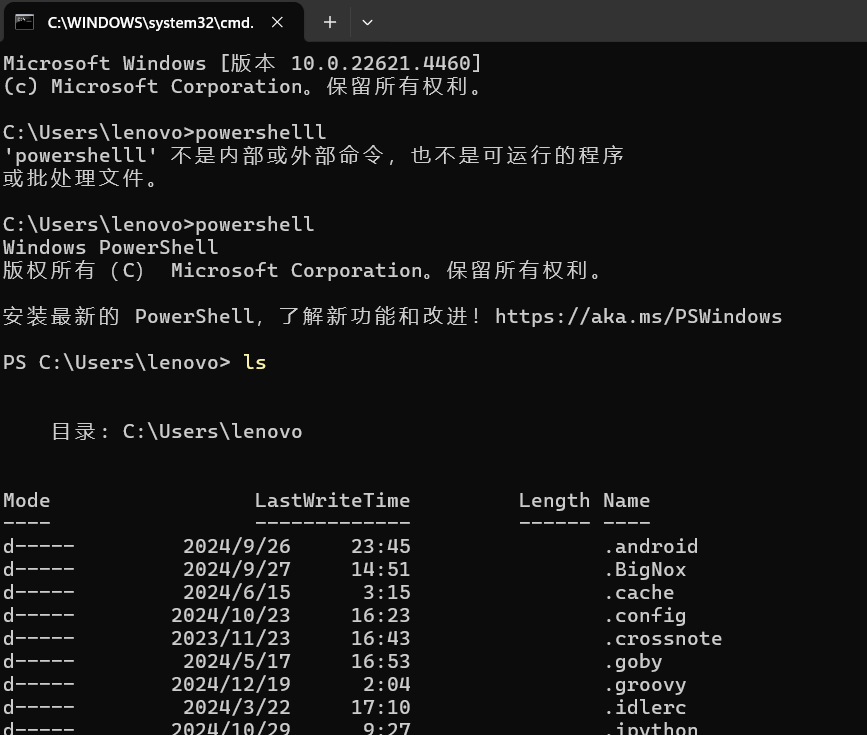 C:\WINDOWS\system32\cmd.
Microsoft Windows [版本 10.0.22621.4460]
(c) Microsoft Corporation。保留所有权利。
C:\Users\lenovo>powershelll
'powershelll' 不是内部或外部命令，也不是可运行的程序
或批处理文件。
C:\Users\lenovo>powershell
Windows PowerShell
版权所有（C） Microsoft Corporation。保留所有权利。
安装最新的 PowerShell，了解新功能和改进！https://aka.ms/PSWindows
PS C:\Users\lenovo> ls
目录: C:\Users\lenovo
Mode LastWriteTime Length Name
---- ------------- ------ ----
d----- 2024/9/26 23:45 .android
d----- 2024/9/27 14:51 .BigNox
d----- 2024/6/15 3:15 .cache
d----- 2024/10/23 16:23 .config
d----- 2023/11/23 16:43 .crossnote
d----- 2024/5/17 16:53 .goby
d----- 2024/12/19 2:04 .groovy
d----- 2024/3/22 17:10 .idlerc
d----- 2024/10/29 9:27 .ipython